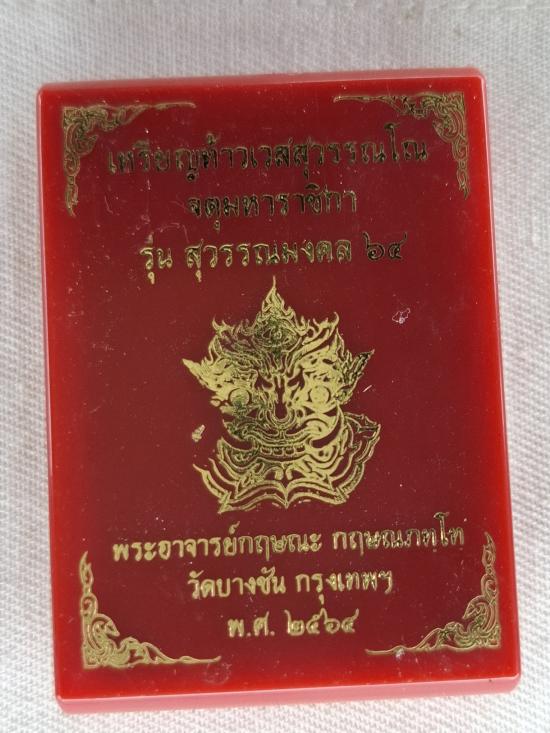 เหรียญท้าวเวสสุวรรณโณ
จตุมหาราชิกา
รุ่น สุวรรณมงคล ๖๔
พระอาจารย์กฤษณะ กฤษณภทฺโท
วัดบางชัน กรุงเทพฯ
พ.ศ. ๒๕๖๔